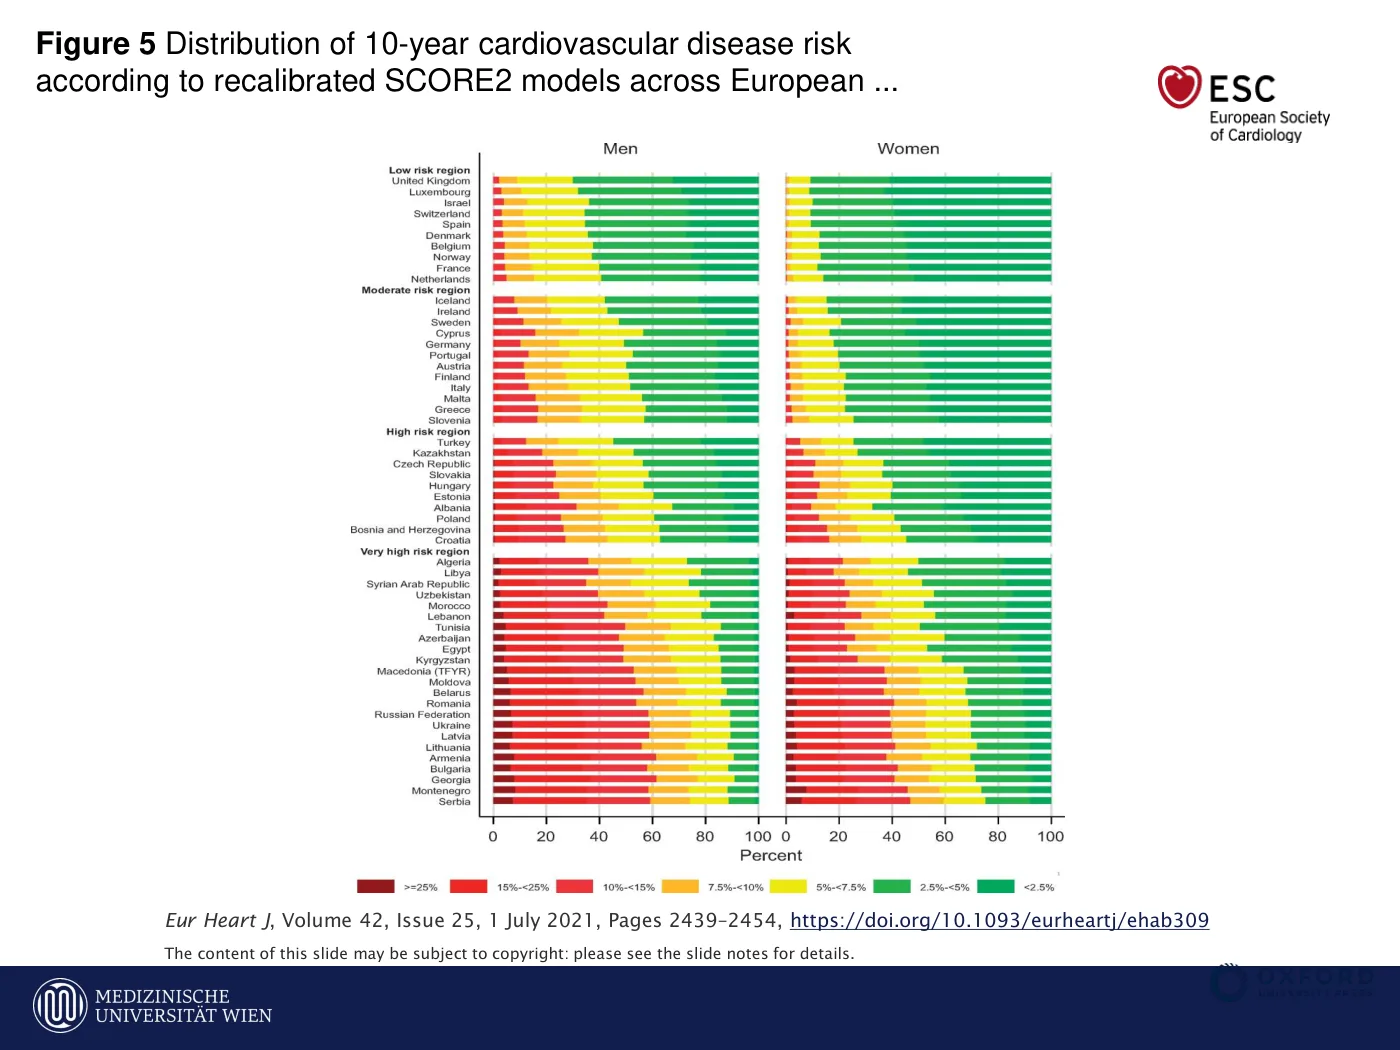 Figure 5 Distribution of 10-year cardiovascular disease risk
according to recalibrated SCORE2 models across European ...
ESC
European Society
of Cardiology
Men
Women
Low risk region
United Kingdom
Luxembourg
Israel
Switzerland
Spain
Denmark
Belgium
Norway
France
Netherlands
Moderate risk region
Iceland
Ireland
Sweden
Cyprus
Germany
Portugal
Austria
Finland
Italy
Malta
Greece
Slovenia
High risk region
Turkey
Kazakhstan
Czech Republic
Slovakia
Hungary
Estonia
Albania
Poland
Bosnia and Herzegovina
Croatia
Very high risk region
Algeria
Libya
Syrian Arab Republic
Uzbekistan
Morocco
Lebanon
Tunisia
Azerbaijan
Egypt
Kyrgyzstan
Macedonia (TFYR)
Moldova
Belarus
Romania
Russian Federation
Ukraine
Latvia
Lithuania
Armenia
Bulgaria
Georgia
Montenegro
Serbia
0 20 40 60 80 100 0 20 40 60 80 100
Percent
>=25% 15%-<25% 10%-<15% 7.5%-<10% 5%-<7.5% 2.5%-<5% <2.5%
Eur Heart J, Volume 42, Issue 25, 1 July 2021, Pages 2439–2454, https://doi.org/10.1093/eurheartj/ehab309
The content of this slide may be subject to copyright: please see the slide notes for details.
OXFORD
MEDIZINISCHE
UNIVERSITÄT WIEN